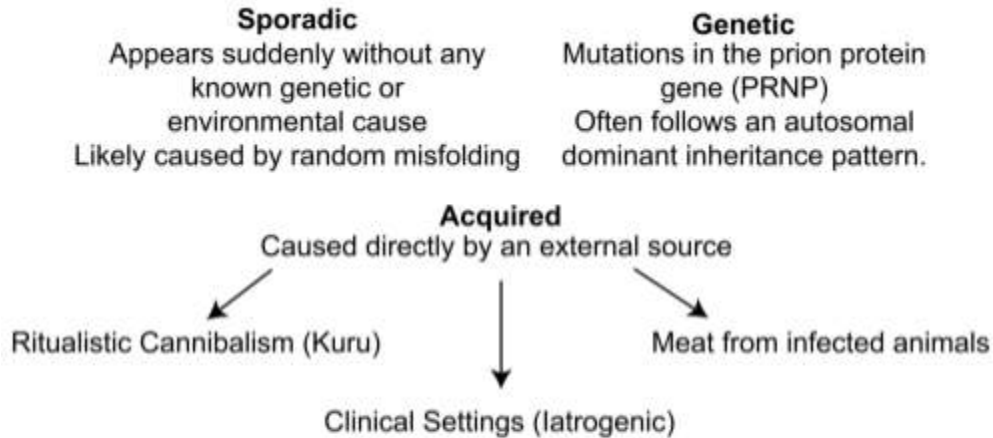 Sporadic
Appears suddenly without any
known genetic or
environmental cause
Likely caused by random misfolding
Genetic
Mutations in the prion protein
gene (PRNP)
Often follows an autosomal
dominant inheritance pattern.
Acquired
Caused directly by an external source
Ritualistic Cannibalism (Kuru)
Meat from infected animals
Clinical Settings (Iatrogenic)